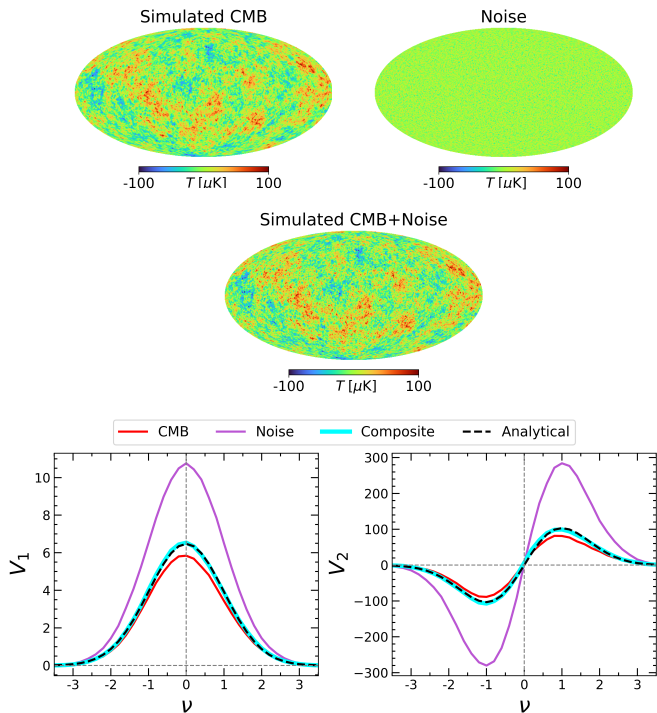 Simulated CMB
Noise
-100 T [μK] 100
-100 T [μK] 100
Simulated CMB+Noise
-100 T [μK] 100
CMB
Noise
Composite
Analytical
V₁
10
8
6
4
2
0
-3 -2 -1 0 1 2 3
ν
V₂
300
200
100
0
−100
−200
−300
-3 -2 -1 0 1 2 3
ν